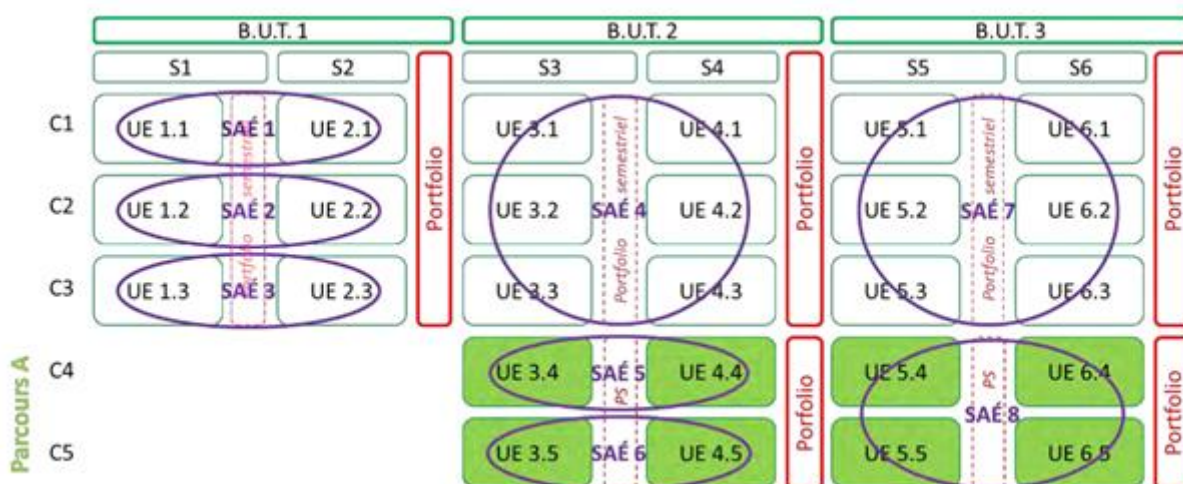 B.U.T. 1 B.U.T. 2 B.U.T. 3
S1 S2 S3 S4 S5 S6
C1 UE 1.1 SAÉ 1 UE 2.1 UE 3.1 UE 4.1 UE 5.1 UE 6.1
C2 UE 1.2 SAÉ 2 UE 2.2 UE 3.2 SAÉ 4 UE 4.2 UE 5.2 SAÉ 7 UE 6.2
C3 UE 1.3 SAÉ 3 UE 2.3 UE 3.3 UE 4.3 UE 5.3 UE 6.3
Portfolio semestriel
Portfolio
Portfolio semestriel
Portfolio
Portfolio semestriel
Portfolio
Parcours A
C4 UE 3.4 SAÉ 5 UE 4.4 UE 5.4 UE 6.4
SAÉ 8
C5 UE 3.5 SAÉ 6 UE 4.5 UE 5.5 UE 6.5
PS
Portfolio
PS
Portfolio